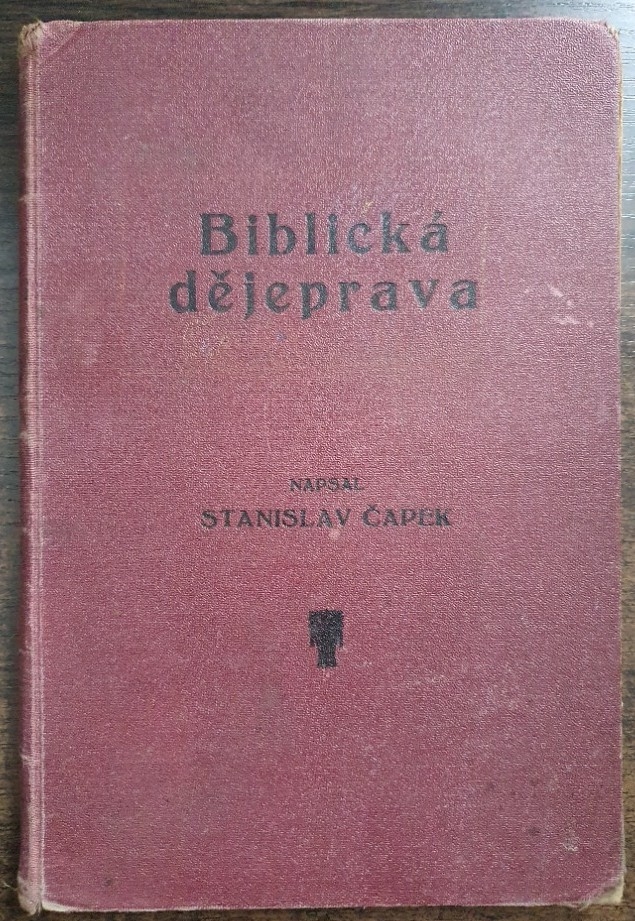 Biblická
dějeprava
NAPSAL
STANISLAV ČAPEK